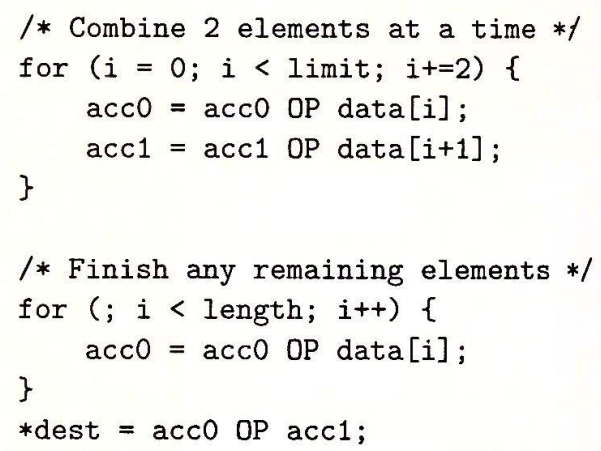 /* Combine 2 elements at a time */
for (i = 0; i < limit; i+=2) {
    acc0 = acc0 OP data[i];
    acc1 = acc1 OP data[i+1];
}

/* Finish any remaining elements */
for (; i < length; i++) {
    acc0 = acc0 OP data[i];
}
*dest = acc0 OP acc1;